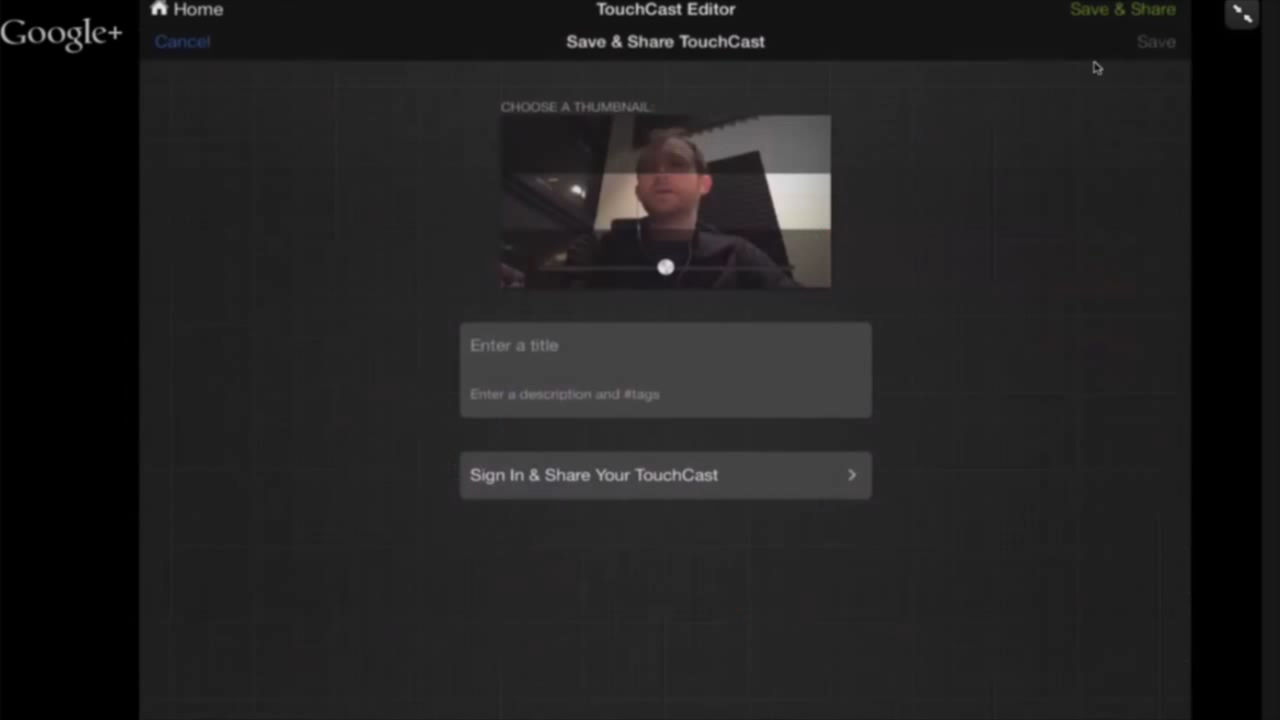 Home
TouchCast Editor
Save & Share
Google+
Cancel
Save & Share TouchCast
Save
CHOOSE A THUMBNAIL:
Enter a title
Enter a description and #tags
Sign In & Share Your TouchCast